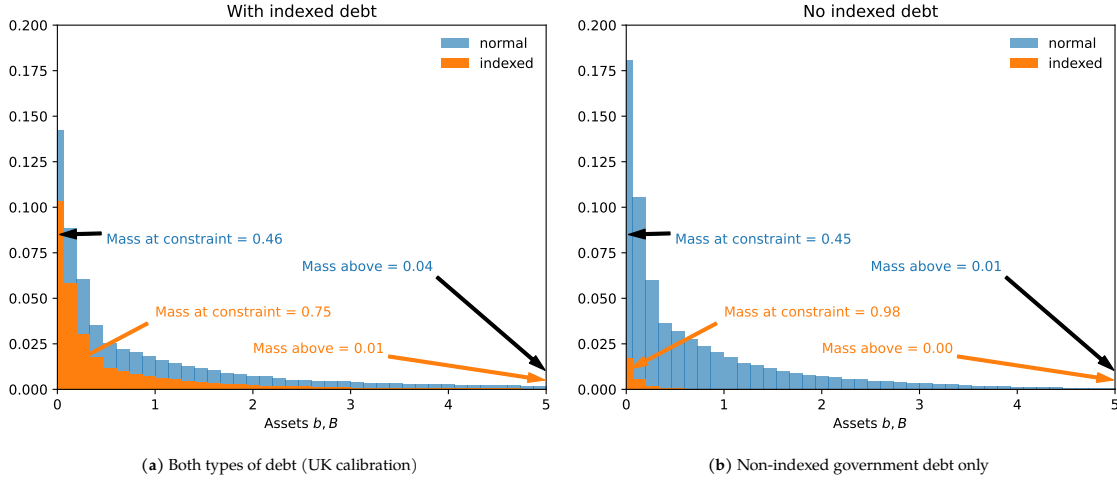 With indexed debt
0.200
0.175
0.150
0.125
0.100
0.075
0.050
0.025
0.000
normal
indexed
Mass at constraint = 0.46
Mass above = 0.04
Mass at constraint = 0.75
Mass above = 0.01
0 1 2 3 4 5
Assets b, B
(a) Both types of debt (UK calibration)
No indexed debt
0.200
0.175
0.150
0.125
0.100
0.075
0.050
0.025
0.000
normal
indexed
Mass at constraint = 0.45
Mass above = 0.01
Mass at constraint = 0.98
Mass above = 0.00
0 1 2 3 4 5
Assets b, B
(b) Non-indexed government debt only